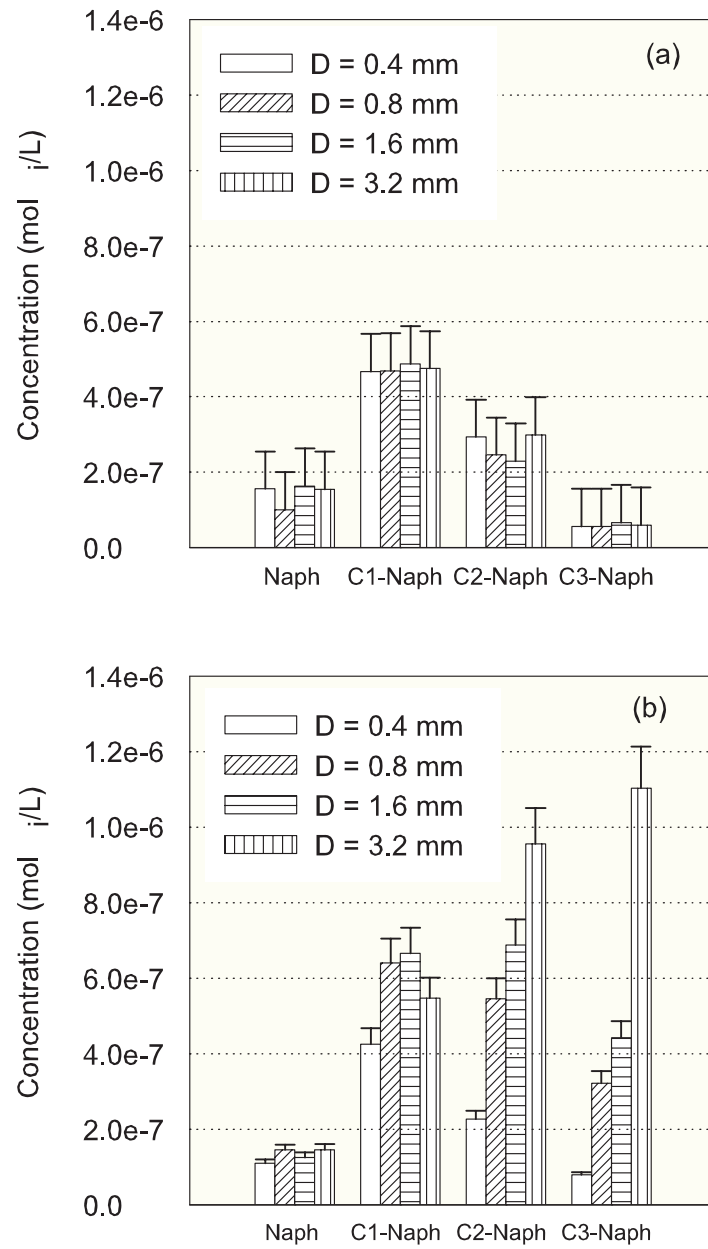 1.4e-6
(a)
D = 0.4 mm
1.2e-6
D = 0.8 mm
D = 1.6 mm
1.0e-6
D = 3.2 mm
8.0e-7
6.0e-7
4.0e-7
2.0e-7
0.0
Concentration (mol i/L)
Naph C1-Naph C2-Naph C3-Naph
1.4e-6
(b)
D = 0.4 mm
1.2e-6
D = 0.8 mm
D = 1.6 mm
1.0e-6
D = 3.2 mm
8.0e-7
6.0e-7
4.0e-7
2.0e-7
0.0
Concentration (mol i/L)
Naph C1-Naph C2-Naph C3-Naph